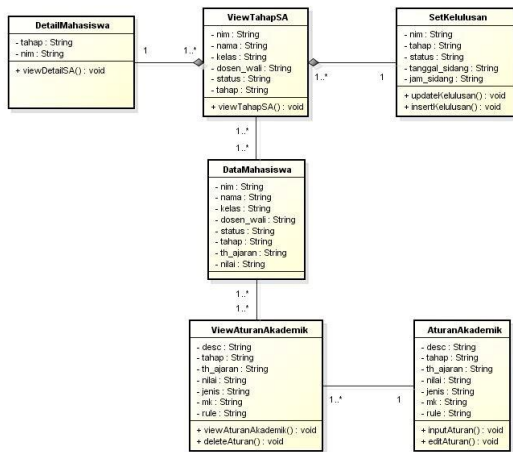 DetailMahasiswa
- tahap : String
- nim : String
+ viewDetailSA() : void
1
1..*
ViewTahapSA
- nim : String
- nama : String
- kelas : String
- dosen_wali : String
- status : String
- tahap : String
+ viewTahapSA() : void
1..*
1
SetKelulusan
- nim : String
- tahap : String
- status : String
- tanggal_sidang : String
- jam_sidang : String
+ updateKelulusan() : void
+ insertKelulusan() : void
1..*
1..*
DataMahasiswa
- nim : String
- nama : String
- kelas : String
- dosen_wali : String
- status : String
- tahap : String
- th_ajaran : String
- nilai : String
1..*
1..*
ViewAturanAkademik
- desc : String
- tahap : String
- th_ajaran : String
- nilai : String
- jenis : String
- mk : String
- rule : String
+ viewAturanAkademik() : void
+ deleteAturan() : void
1..*
1
AturanAkademik
- desc : String
- tahap : String
- th_ajaran : String
- nilai : String
- jenis : String
- mk : String
- rule : String
+ inputAturan() : void
+ editAturan() : void